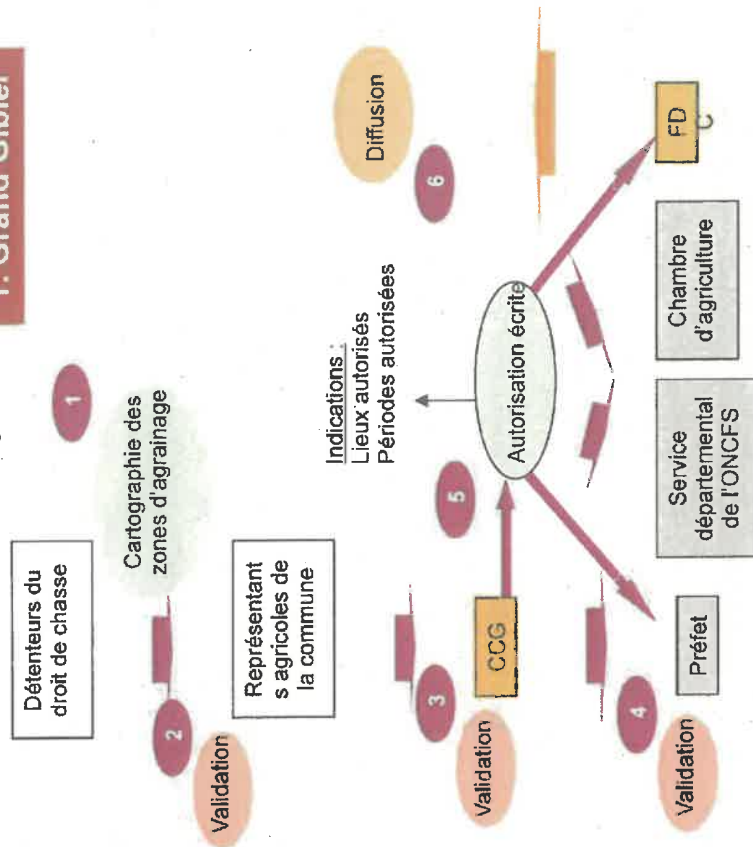 1. Grand Gibier
Détenteurs du
droit de chasse
1
Cartographie des
zones d'agrainage
2
Validation
Représentant
s agricoles de
la commune
3
Validation
CCG
4
Validation
Préfet
5
Indications :
Lieux autorisés
Périodes autorisées
Autorisation écrite
6
Diffusion
Service
départemental
de l'ONCFS
Chambre
d'agriculture
FD
C